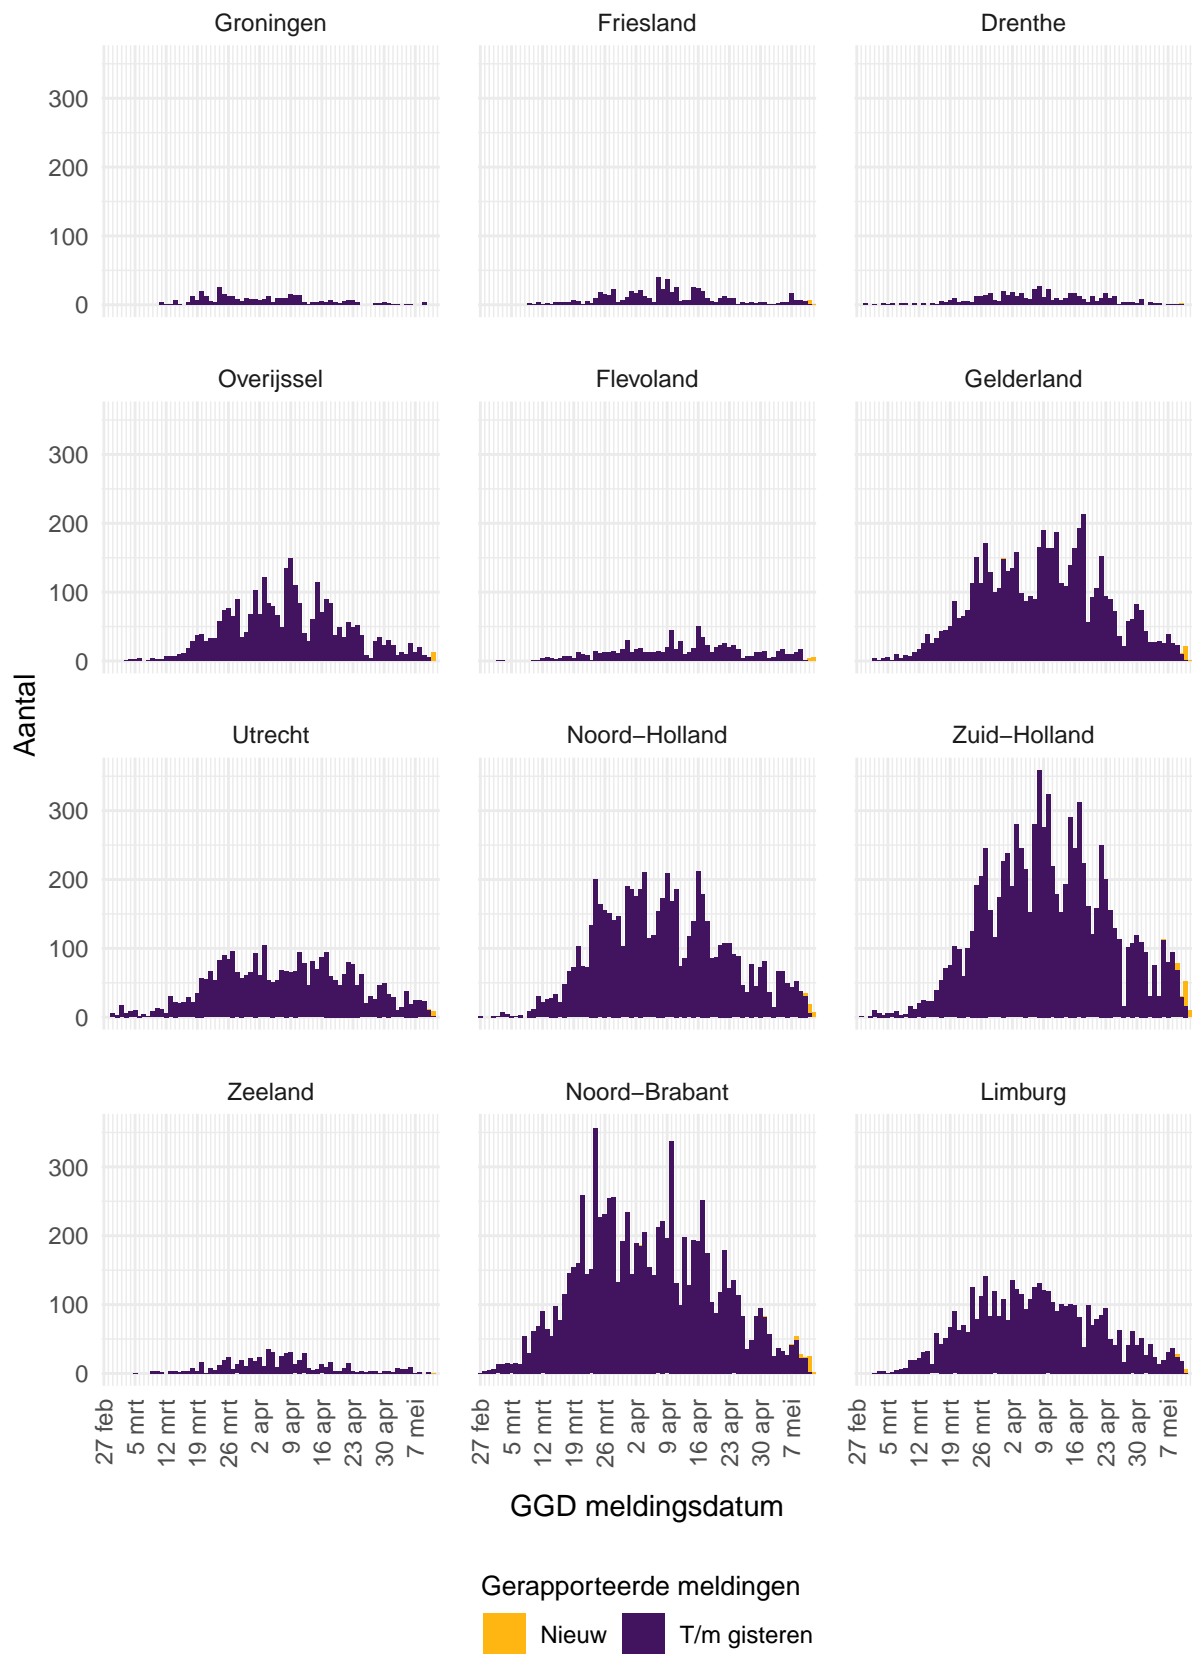 Groningen Friesland Drenthe
300
200
100
0
Overijssel Flevoland Gelderland
300
200
100
0
Aantal
Utrecht Noord−Holland Zuid−Holland
300
200
100
0
Zeeland Noord−Brabant Limburg
300
200
100
0
27 feb 5 mrt 12 mrt 19 mrt 26 mrt 2 apr 9 apr 16 apr 23 apr 30 apr 7 mei 27 feb 5 mrt 12 mrt 19 mrt 26 mrt 2 apr 9 apr 16 apr 23 apr 30 apr 7 mei 27 feb 5 mrt 12 mrt 19 mrt 26 mrt 2 apr 9 apr 16 apr 23 apr 30 apr 7 mei
GGD meldingsdatum
Gerapporteerde meldingen
Nieuw T/m gisteren